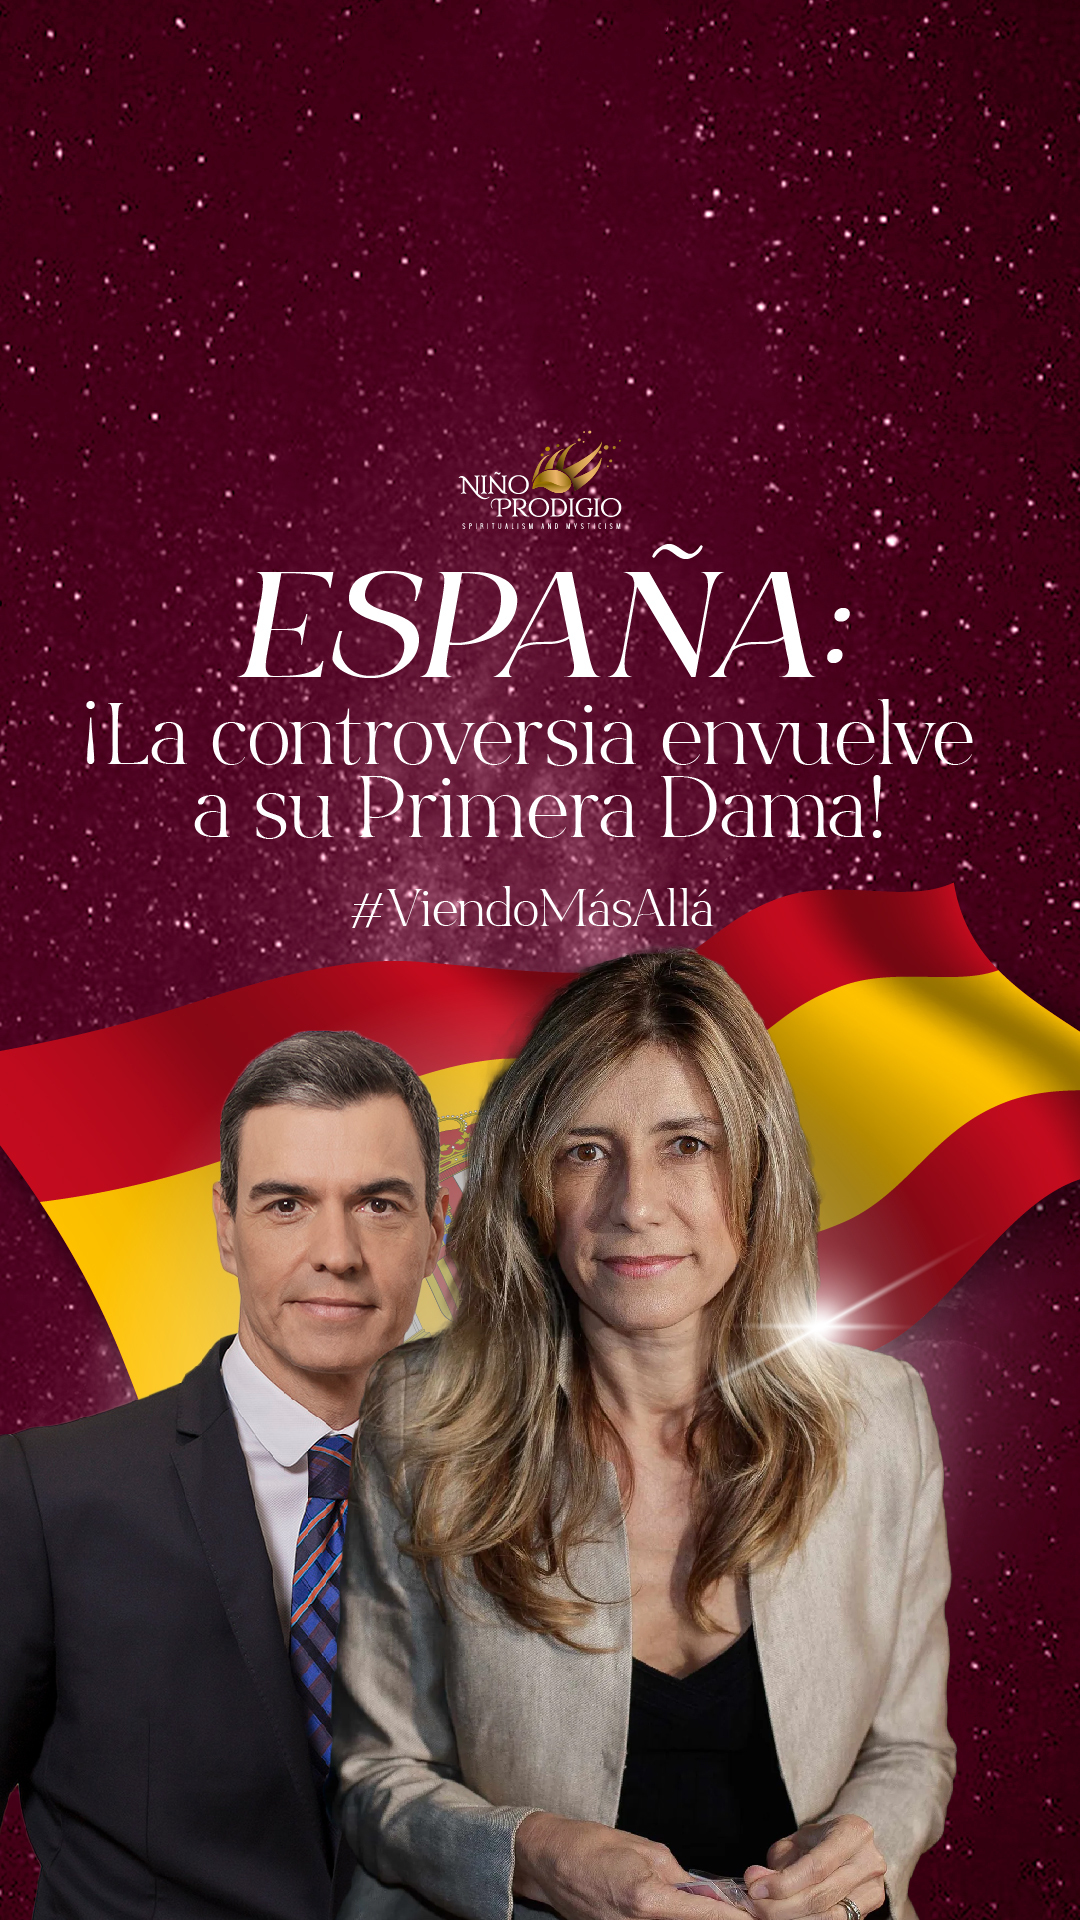 NIÑO
PRODIGIO
SPIRITUALISM AND MYSTICISM
ESPAÑA:
¡La controversia envuelve
a su Primera Dama!
#ViendoMásAllá